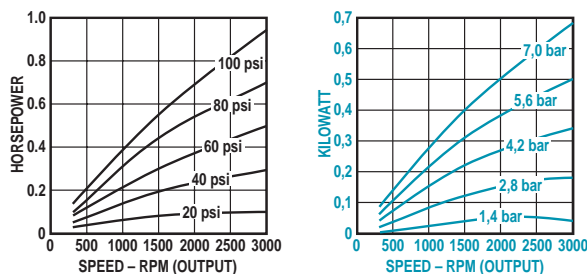 HORSEPOWER
1.0
0.8
0.6
0.4
0.2
0
100 psi
80 psi
60 psi
40 psi
20 psi
0 500 1000 1500 2000 2500 3000
SPEED – RPM (OUTPUT)
KILOWATT
0,7
0,6
0,5
0,4
0,3
0,2
0,1
0
7,0 bar
5,6 bar
4,2 bar
2,8 bar
1,4 bar
0 500 1000 1500 2000 2500 3000
SPEED – RPM (OUTPUT)